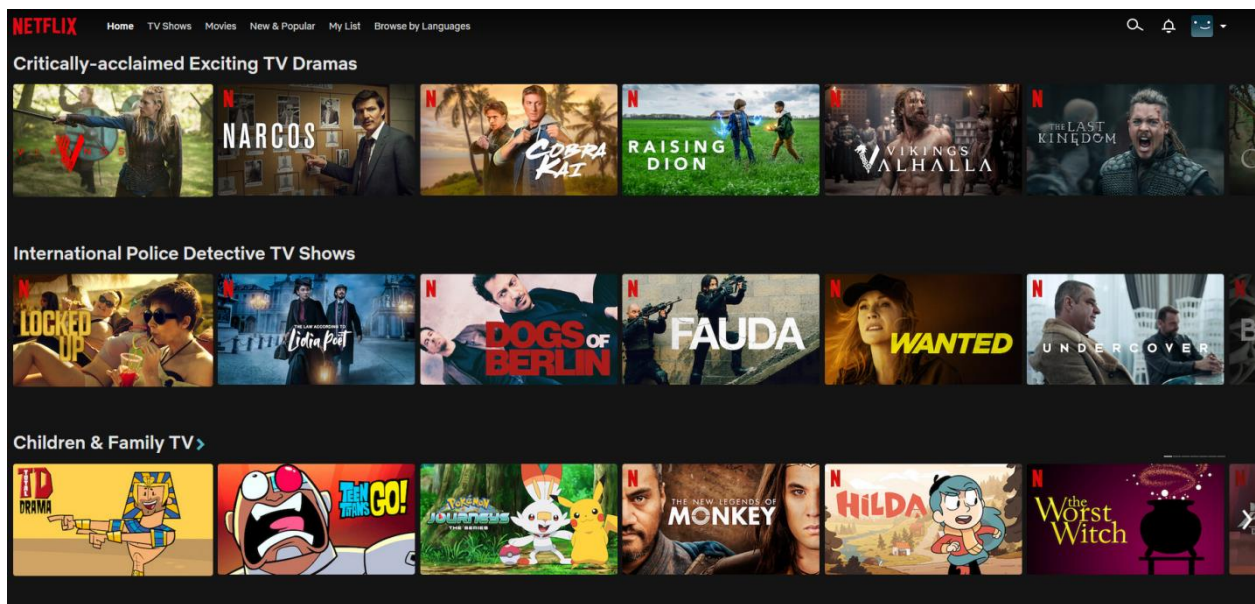 NETFLIX Home TV Shows Movies New & Popular My List Browse by Languages
Critically-acclaimed Exciting TV Dramas
N
NARCOS
N
COBRA
KAI
N
RAISING
DION
N
VIKINGS
VALHALLA
N
THE LAST
KINGDOM
International Police Detective TV Shows
N
LOCKED
UP
N
THE LAW ACCORDING TO
Lidia Poët
N
DOGS OF
BERLIN
N
FAUDA
N
WANTED
N
UNDERCOVER
Children & Family TV >
TOTAL
DRAMA
TEEN
TITANS
GO!
POKÉMON
JOURNEYS
THE SERIES
N
THE NEW LEGENDS OF
MONKEY
N
HILDA
N
the
Worst
Witch